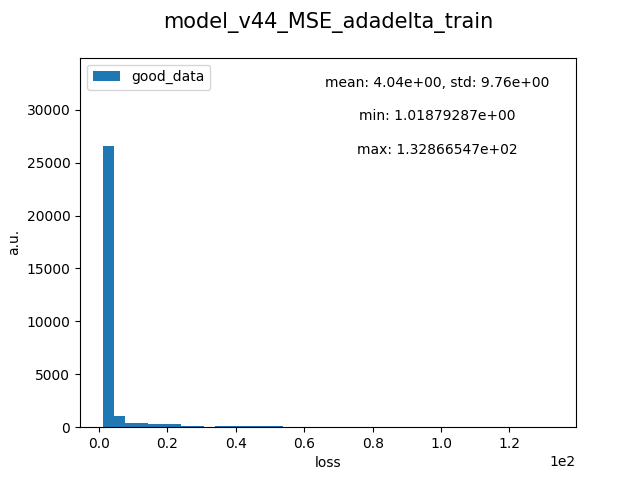 model_v44_MSE_adadelta_train
good_data
mean: 4.04e+00, std: 9.76e+00
min: 1.01879287e+00
max: 1.32866547e+02
30000
25000
20000
15000
10000
5000
0
a.u.
0.0 0.2 0.4 0.6 0.8 1.0 1.2
loss
1e2